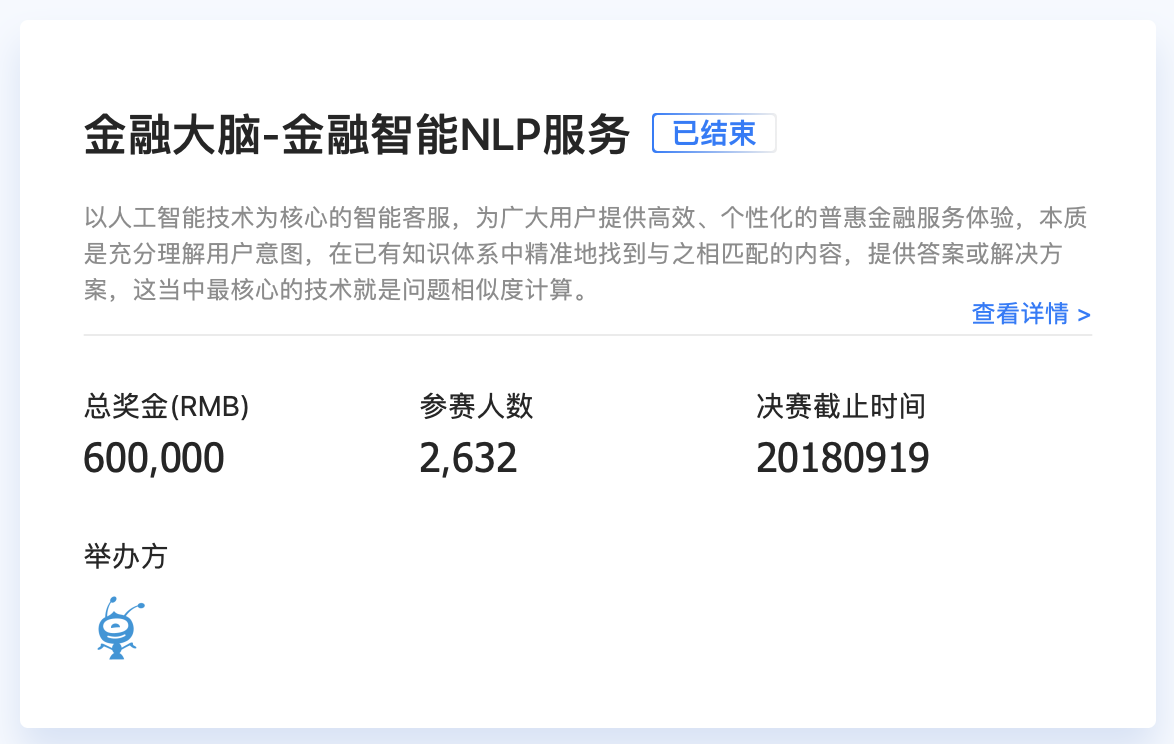 金融大脑-金融智能NLP服务 已结束
以人工智能技术为核心的智能客服，为广大用户提供高效、个性化的普惠金融服务体验，本质
是充分理解用户意图，在已有知识体系中精准地找到与之相匹配的内容，提供答案或解决方
案，这当中最核心的技术就是问题相似度计算。
查看详情 >
总奖金(RMB) 参赛人数 决赛截止时间
600,000 2,632 20180919
举办方